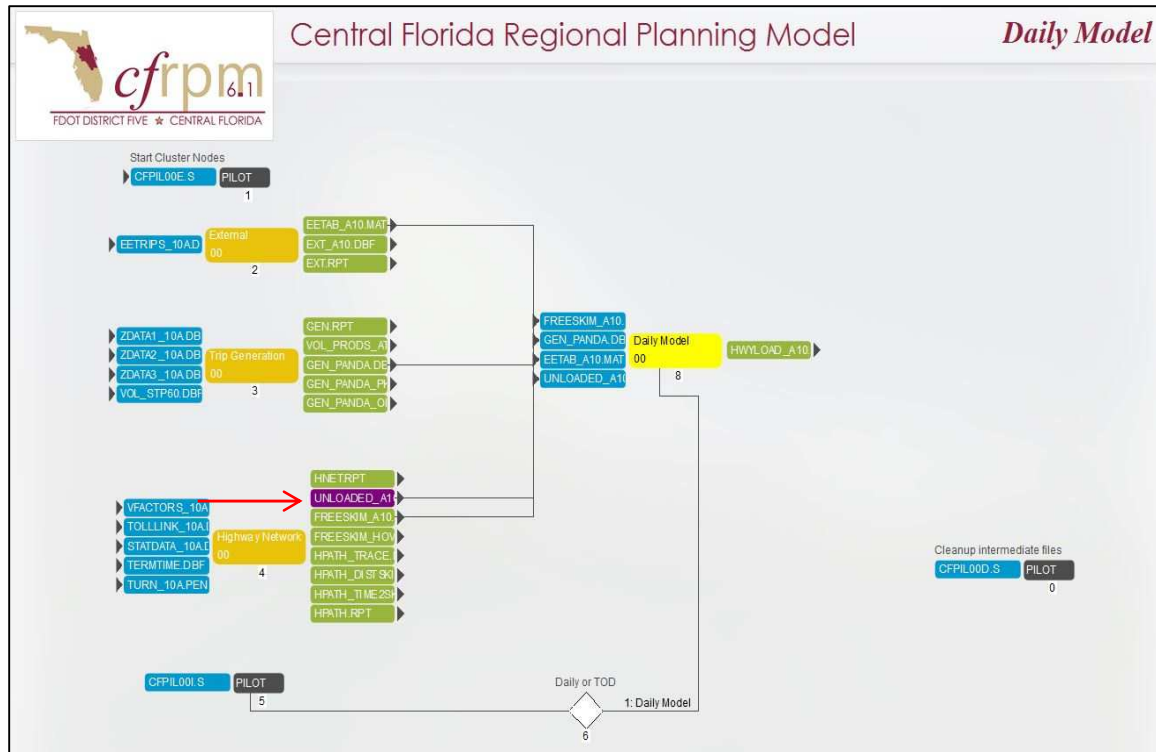 Central Florida Regional Planning Model
Daily Model
cfrpm 6.1
FDOT DISTRICT FIVE ★ CENTRAL FLORIDA
Start Cluster Nodes
CFPIL00E.S
PILOT
1
EETRIPS_10A.D
External
00
2
EETAB_A10.MAT
EXT_A10.DBF
EXT.RPT
ZDATA1_10A.DB
ZDATA2_10A.DB
ZDATA3_10A.DB
VOL_STP60.DBF
Trip Generation
00
3
GEN.RPT
VOL_PRODS_AT
GEN_PANDA.DB
GEN_PANDA_PK
GEN_PANDA_O
FREESKIM_A10.
GEN_PANDA.DB
EETAB_A10.MAT
UNLOADED_A10
Daily Model
00
8
HWYLOAD_A10
VFACTORS_10A
TOLLLINK_10A.D
STATDATA_10A.D
TERMTIME.DBF
TURN_10A.PEN
Highway Network
00
4
HNET.RPT
UNLOADED_A10
FREESKIM_A10.
FREESKIM_HOV
HPATH_TRACE.
HPATH_DISTSKI
HPATH_TIME2SK
HPATH.RPT
Cleanup intermediate files
CFPIL00D.S
PILOT
0
CFPIL00I.S
PILOT
5
Daily or TOD
6
1: Daily Model